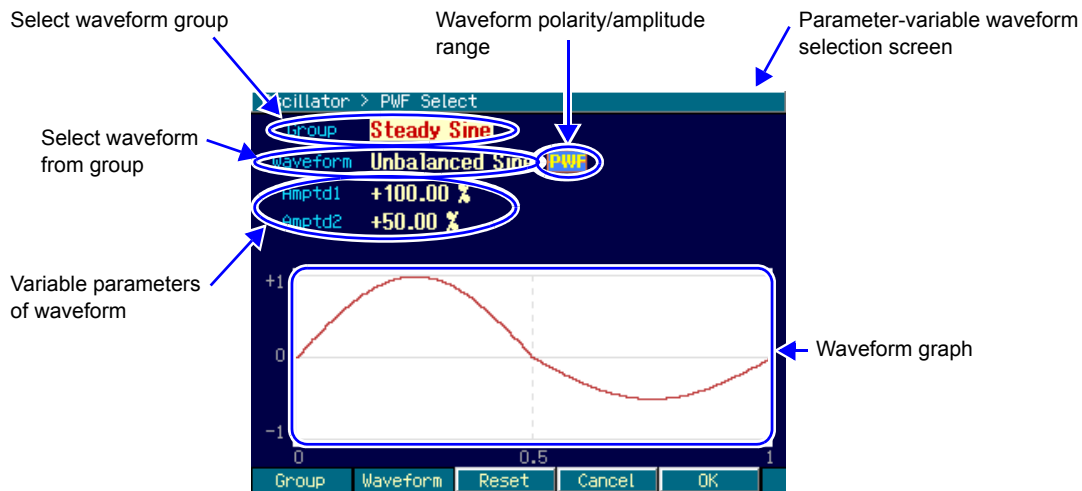 Select waveform group
Waveform polarity/amplitude
range
Parameter-variable waveform
selection screen
Oscillator > PWF Select
Group Steady Sine
Select waveform
from group
Waveform Unbalanced Sine PWF
Amptd1 +100.00 %
Amptd2 +50.00 %
Variable parameters
of waveform
+1
0
-1
0 0.5 1
Waveform graph
Group Waveform Reset Cancel OK